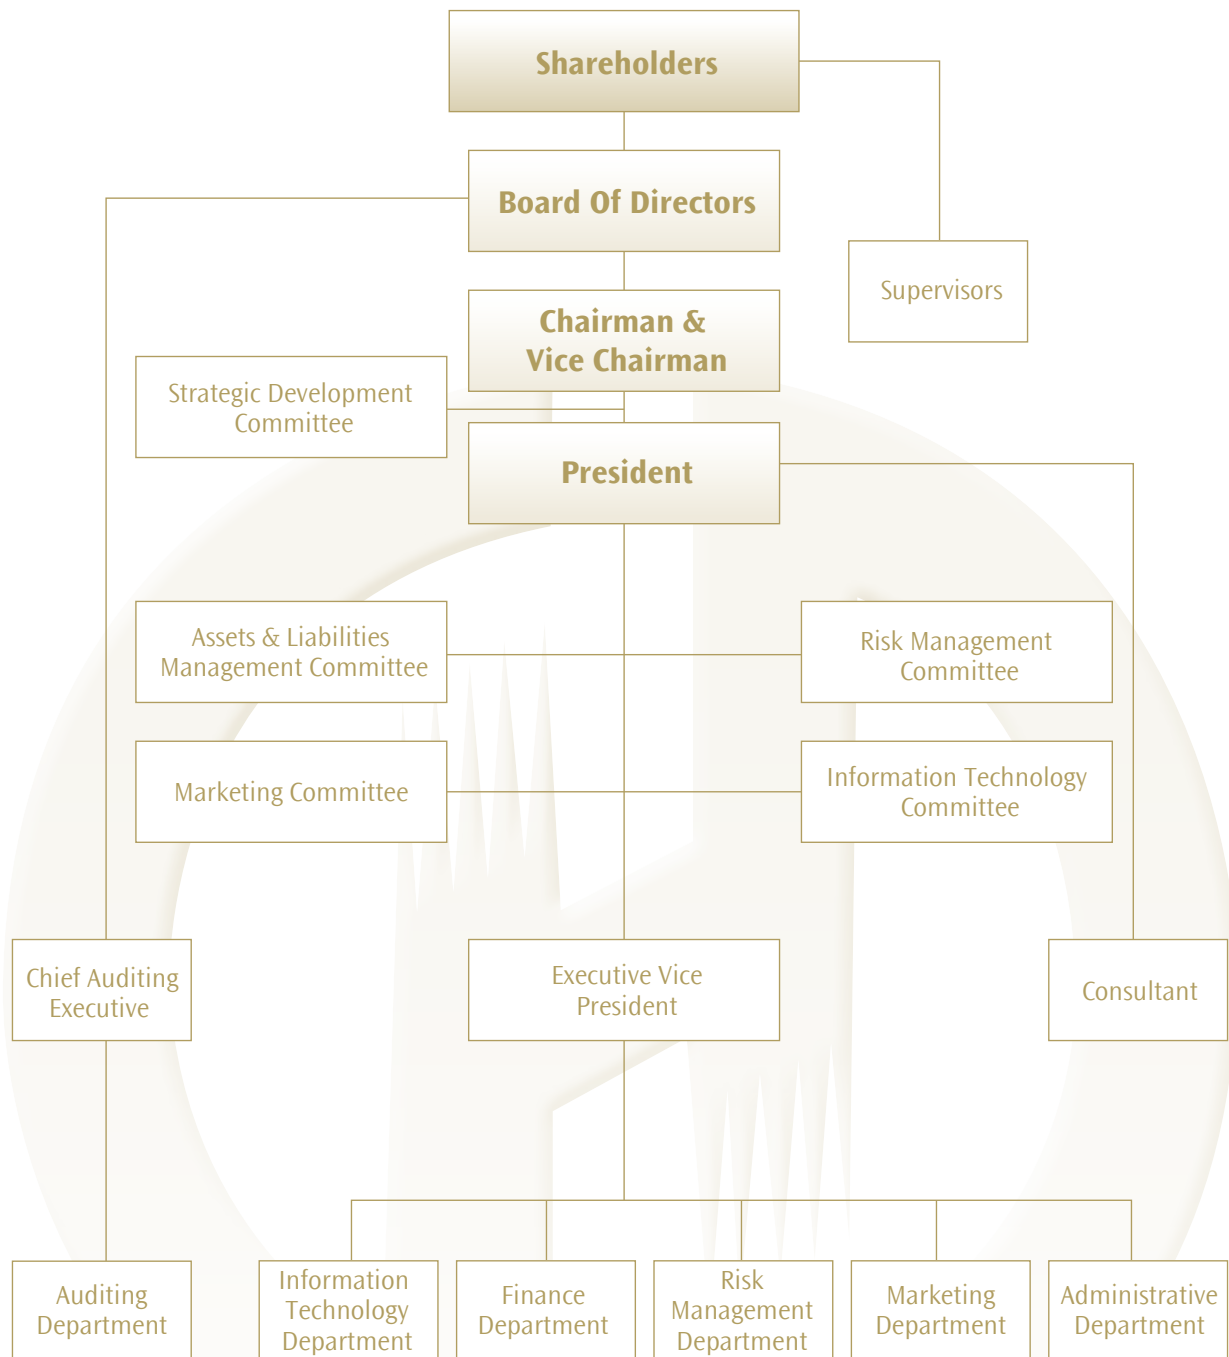 Shareholders
Board Of Directors
Supervisors
Chairman &
Vice Chairman
Strategic Development
Committee
President
Assets & Liabilities
Management Committee
Risk Management
Committee
Marketing Committee
Information Technology
Committee
Chief Auditing
Executive
Executive Vice
President
Consultant
Auditing
Department
Information
Technology
Department
Finance
Department
Risk
Management
Department
Marketing
Department
Administrative
Department